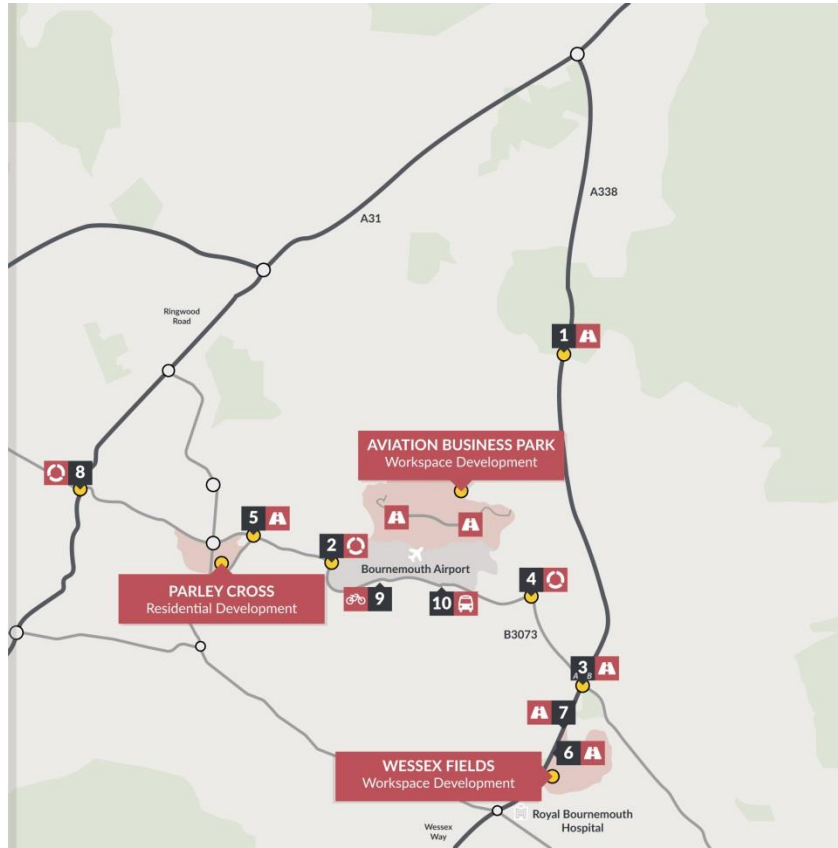 A338
A31
Ringwood
Road
1
AVIATION BUSINESS PARK
Workspace Development
8
5
2
Bournemouth Airport
PARLEY CROSS
Residential Development
9
10
4
B3073
3
A B
7
6
WESSEX FIELDS
Workspace Development
Royal Bournemouth
Hospital
Wessex
Way